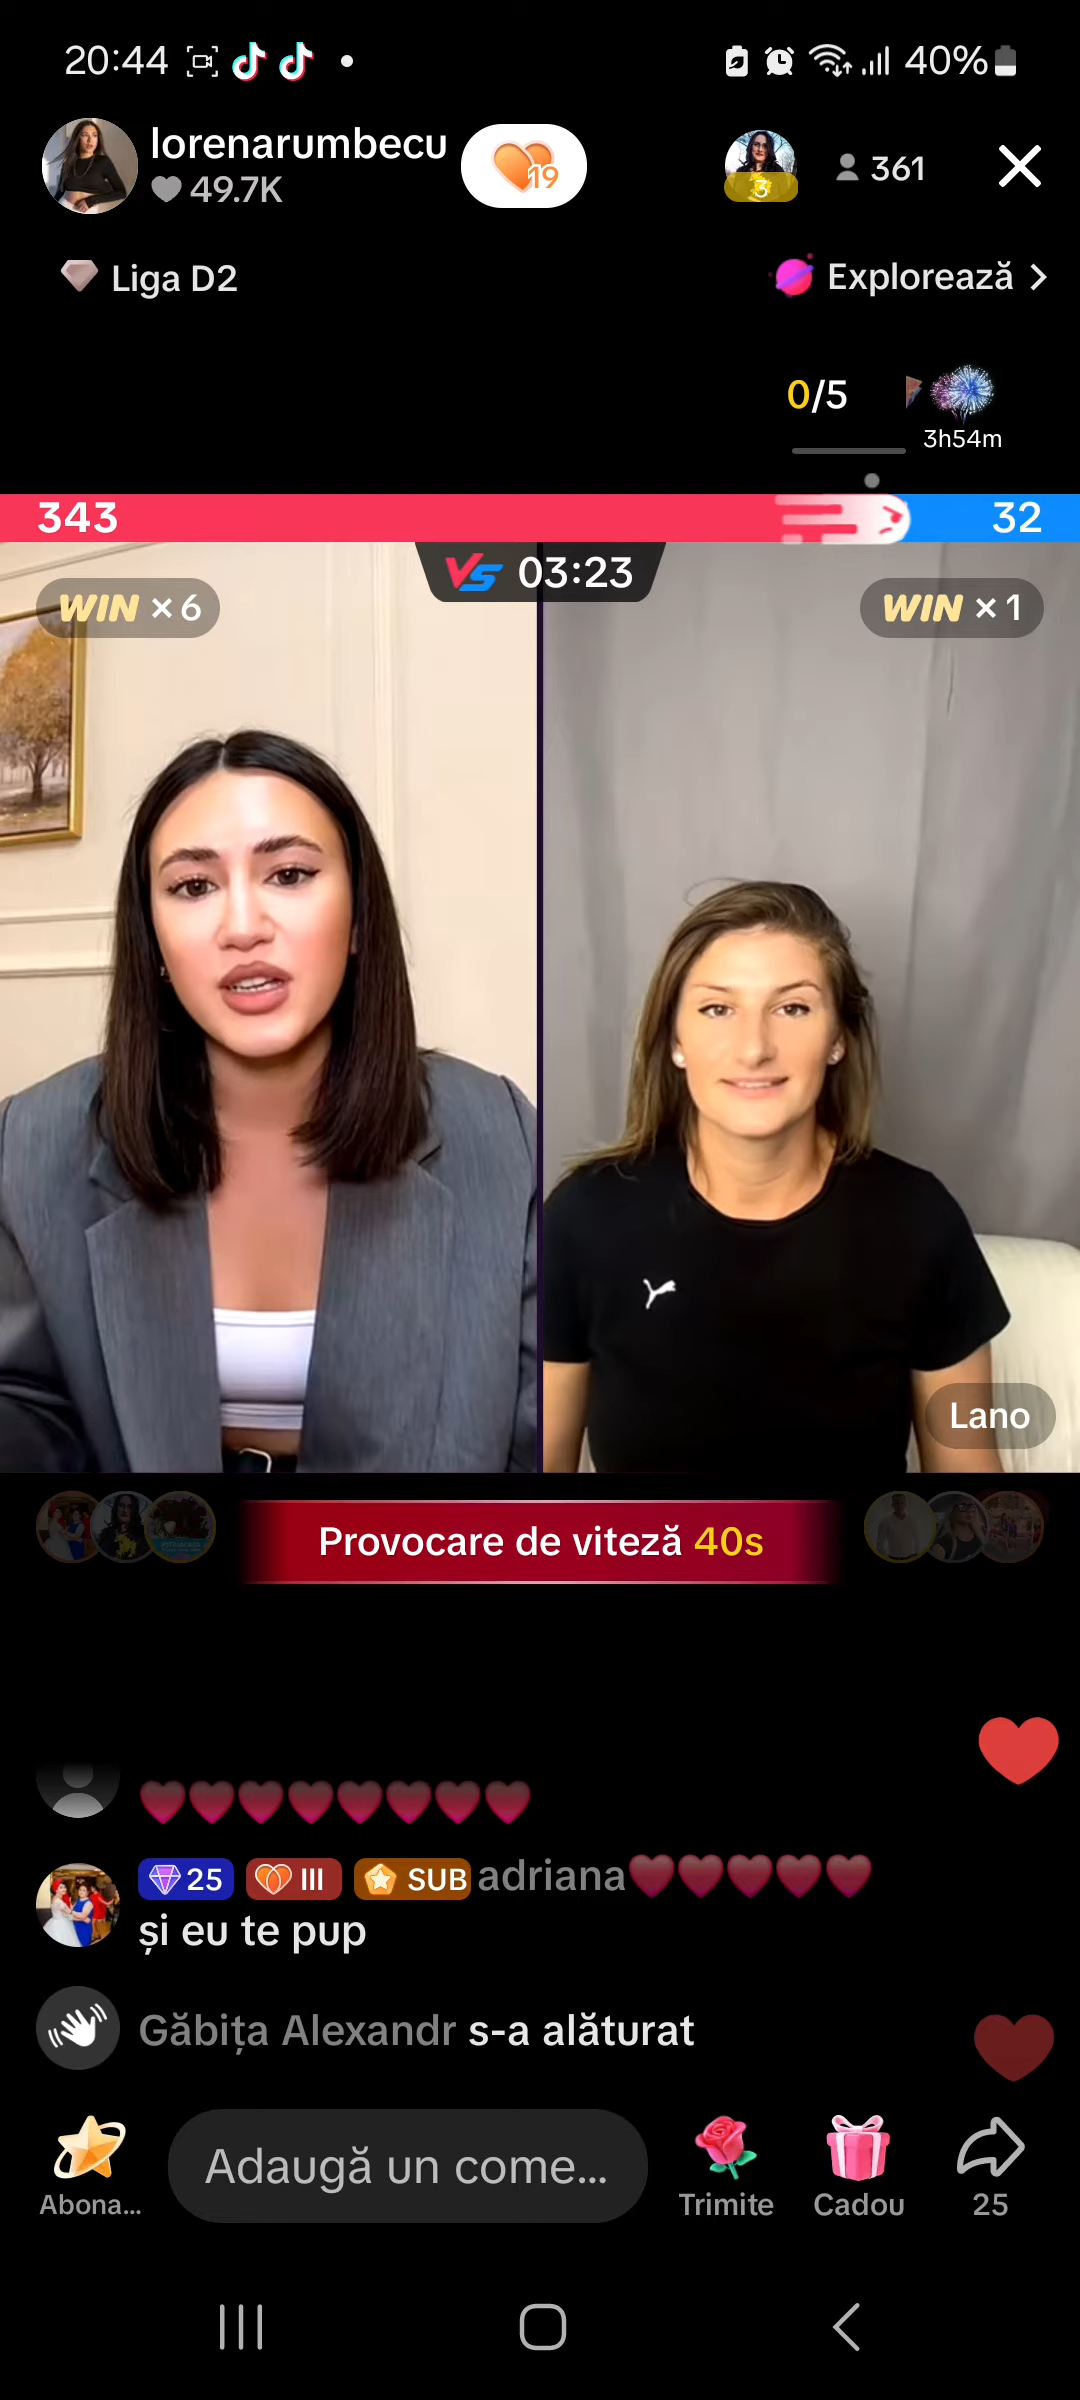 20:44
40%
lorenarumbecu
49.7K
19
3
361
Liga D2
Explorează
0/5
3h54m
343
32
VS 03:23
WIN × 6
WIN × 1
Lano
Provocare de viteză 40s
25 III SUB adriana
și eu te pup
Găbița Alexandr s-a alăturat
Abona...
Adaugă un come...
Trimite
Cadou
25